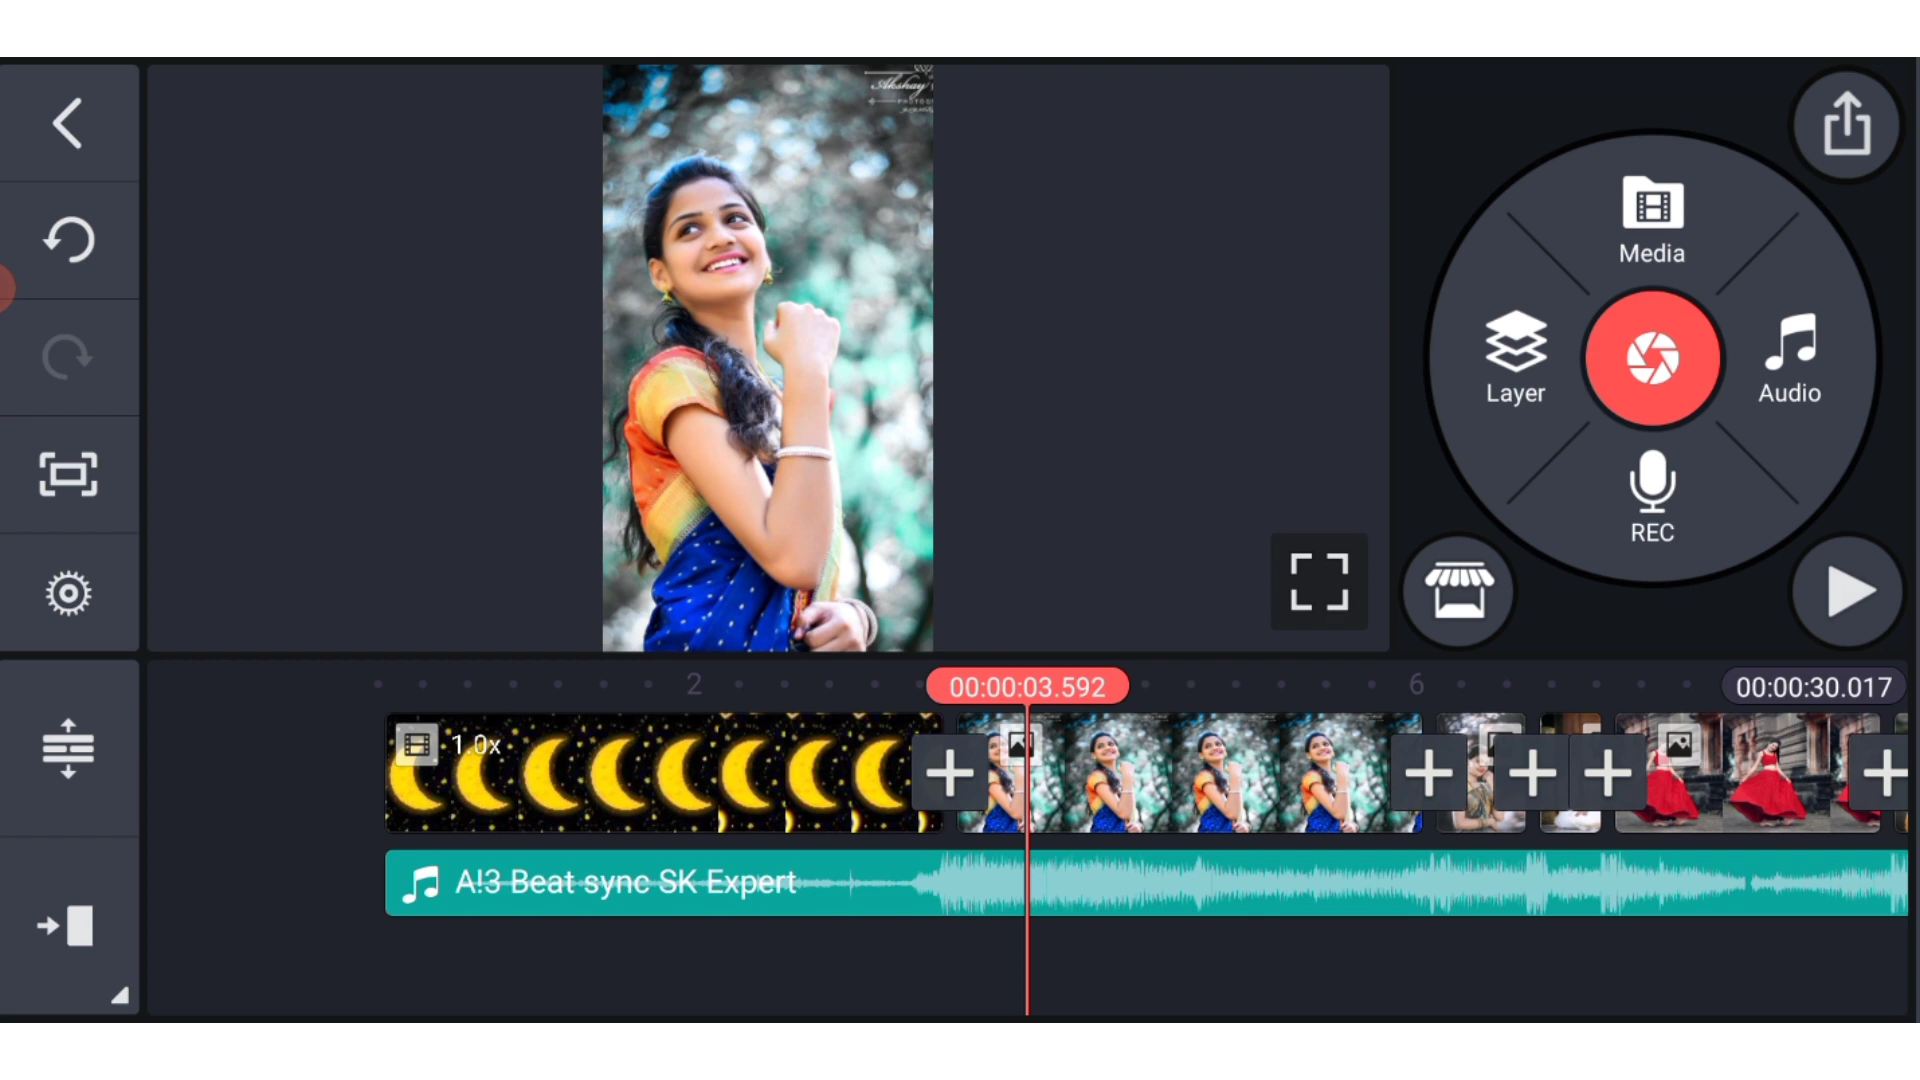 Akshay
Media
Layer
Audio
REC
2
00:00:03.592
6
00:00:30.017
1.0x
A!3 Beat sync SK Expert